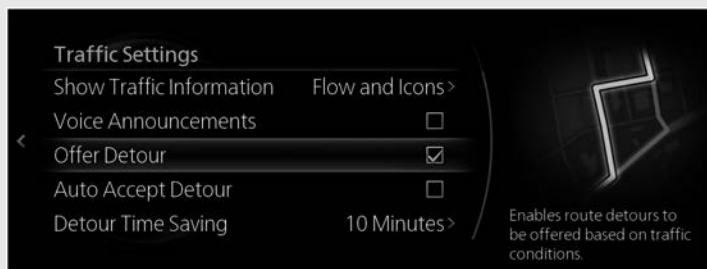 Traffic Settings
Show Traffic Information Flow and Icons >
Voice Announcements
Offer Detour
Auto Accept Detour
Detour Time Saving 10 Minutes >
Enables route detours to
be offered based on traffic
conditions.